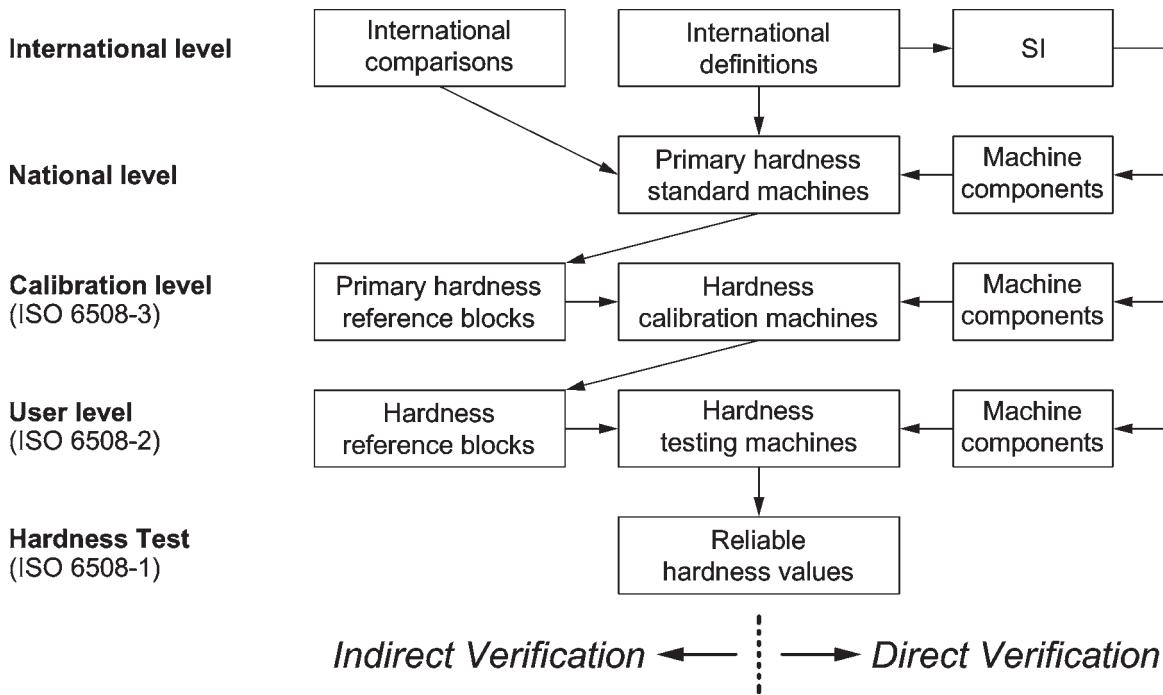 International level
International
comparisons
International
definitions
SI
National level
Primary hardness
standard machines
Machine
components
Calibration level
(ISO 6508-3)
Primary hardness
reference blocks
Hardness
calibration machines
Machine
components
User level
(ISO 6508-2)
Hardness
reference blocks
Hardness
testing machines
Machine
components
Hardness Test
(ISO 6508-1)
Reliable
hardness values
Indirect Verification
Direct Verification